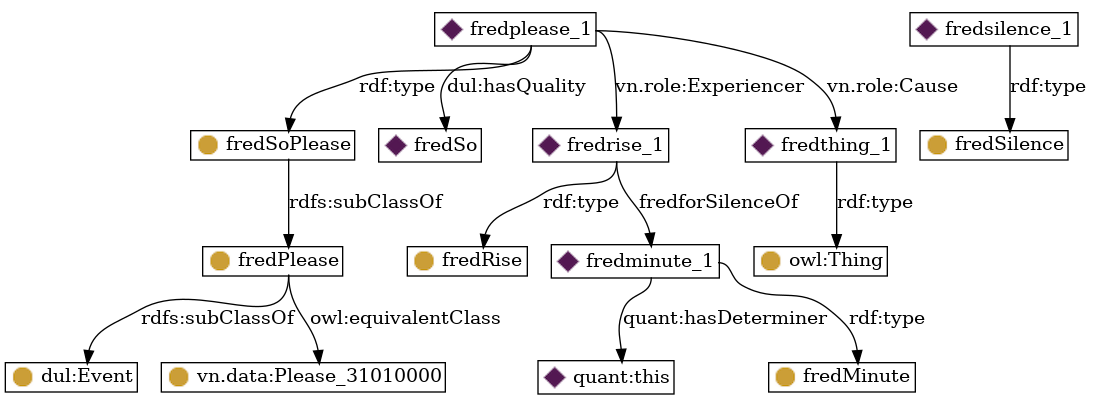 fredplease_1
fredsilence_1
rdf:type
dul:hasQuality
vn.role:Experiencer
vn.role:Cause
rdf:type
fredSoPlease
fredSo
fredrise_1
fredthing_1
fredSilence
rdfs:subClassOf
rdf:type
fredforSilenceOf
rdf:type
fredPlease
fredRise
fredminute_1
owl:Thing
rdfs:subClassOf
owl:equivalentClass
quant:hasDeterminer
rdf:type
dul:Event
vn.data:Please_31010000
quant:this
fredMinute